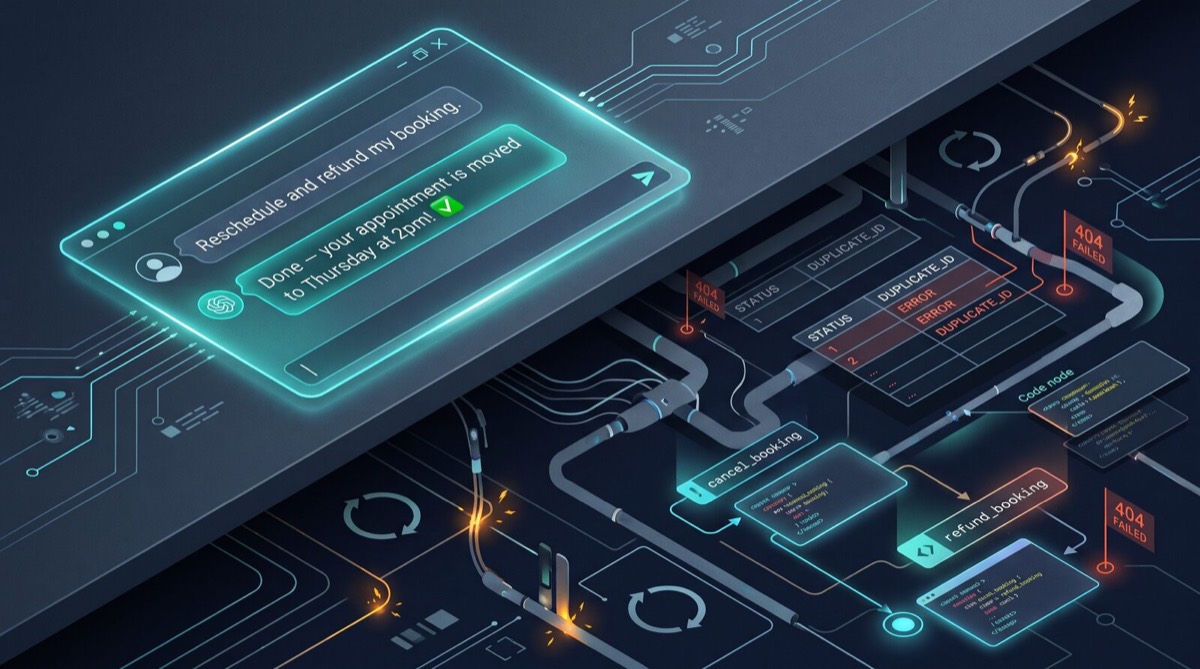 Reschedule and refund my booking.
Done — your appointment is moved
to Thursday at 2pm! ✅
404
FAILED
STATUS
DUPLICATE_ID
1
404
FAILED
STATUS
DUPLICATE_ID
1
ERROR
2
ERROR
...
DUPLICATE_ID
...
Code node
cancel_booking
refund_booking
404
FAILED